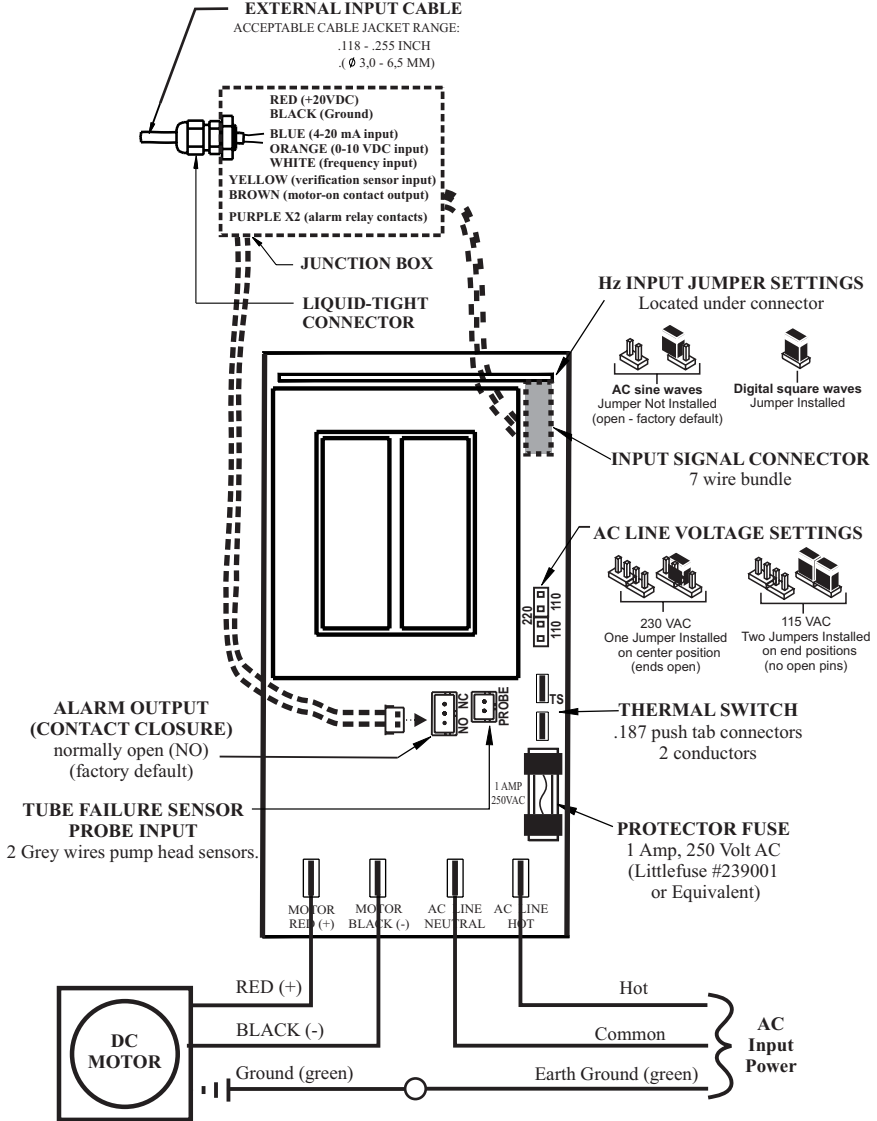 EXTERNAL INPUT CABLE
ACCEPTABLE CABLE JACKET RANGE:
.118 - .255 INCH
.( ϕ 3,0 - 6,5 MM)
RED (+20VDC)
BLACK (Ground)
BLUE (4-20 mA input)
ORANGE (0-10 VDC input)
WHITE (frequency input)
YELLOW (verification sensor input)
BROWN (motor-on contact output)
PURPLE X2 (alarm relay contacts)
JUNCTION BOX
LIQUID-TIGHT
CONNECTOR
Hz INPUT JUMPER SETTINGS
Located under connector
AC sine waves
Jumper Not Installed
(open - factory default)
Digital square waves
Jumper Installed
INPUT SIGNAL CONNECTOR
7 wire bundle
AC LINE VOLTAGE SETTINGS
220
110 110
230 VAC
One Jumper Installed
on center position
(ends open)
115 VAC
Two Jumpers Installed
on end positions
(no open pins)
ALARM OUTPUT
(CONTACT CLOSURE)
normally open (NO)
(factory default)
NO NC
PROBE
TS
THERMAL SWITCH
.187 push tab connectors
2 conductors
1 AMP
250VAC
TUBE FAILURE SENSOR
PROBE INPUT
2 Grey wires pump head sensors.
PROTECTOR FUSE
1 Amp, 250 Volt AC
(Littlefuse #239001
or Equivalent)
MOTOR
RED (+)
MOTOR
BLACK (-)
AC LINE
NEUTRAL
AC LINE
HOT
RED (+)
BLACK (-)
Ground (green)
DC
MOTOR
Hot
Common
Earth Ground (green)
AC
Input
Power